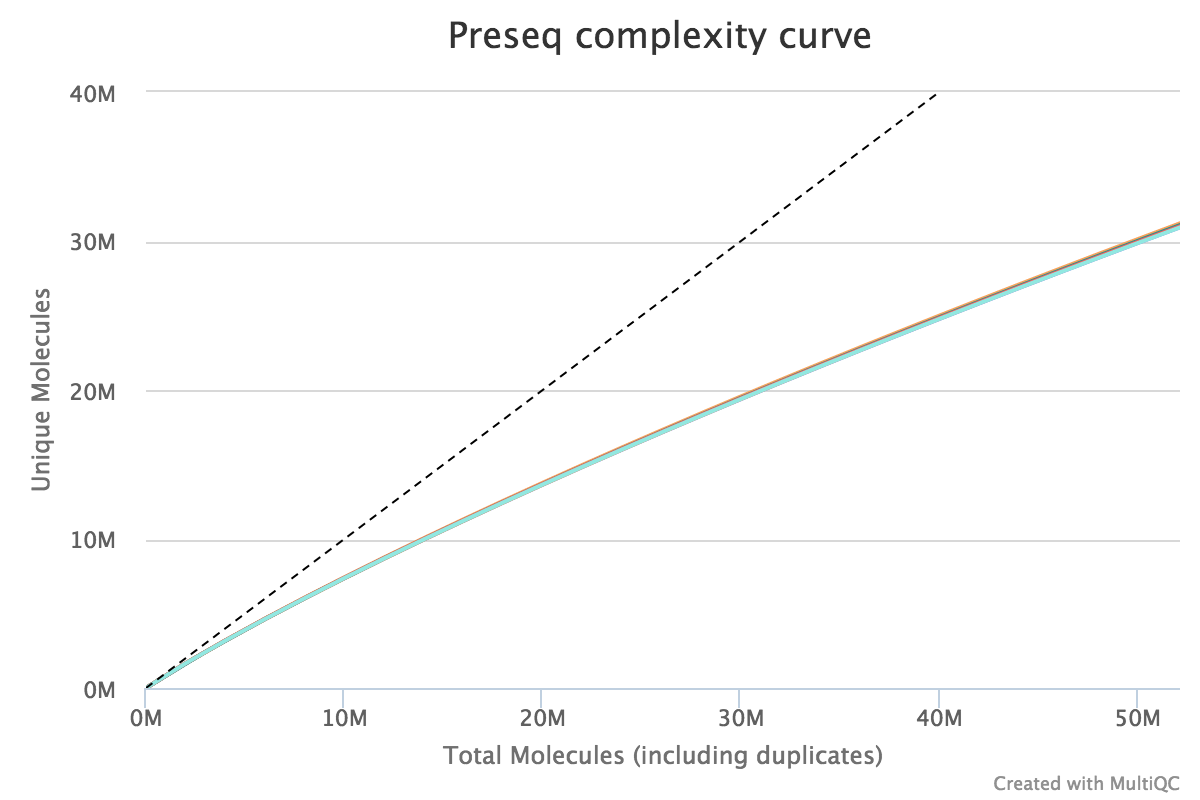 Preseq complexity curve
40M
30M
20M
10M
0M
Unique Molecules
0M 10M 20M 30M 40M 50M
Total Molecules (including duplicates)
Created with MultiQC